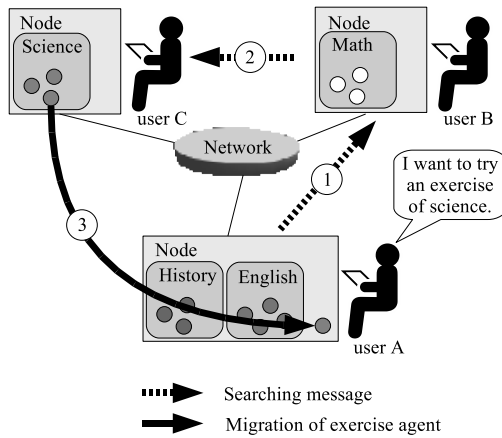 Node
Science
user C
2
Node
Math
user B
Network
1
I want to try
an exercise
of science.
3
Node
History
English
user A
Searching message
Migration of exercise agent